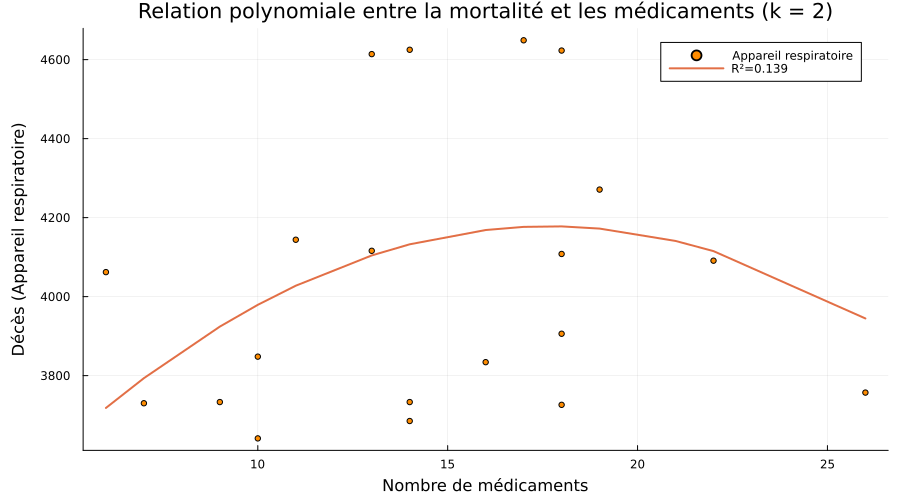 Relation polynomiale entre la mortalité et les médicaments (k = 2)
Appareil respiratoire
R²=0.139
Décès (Appareil respiratoire)
4600
4400
4200
4000
3800
10
15
20
25
Nombre de médicaments